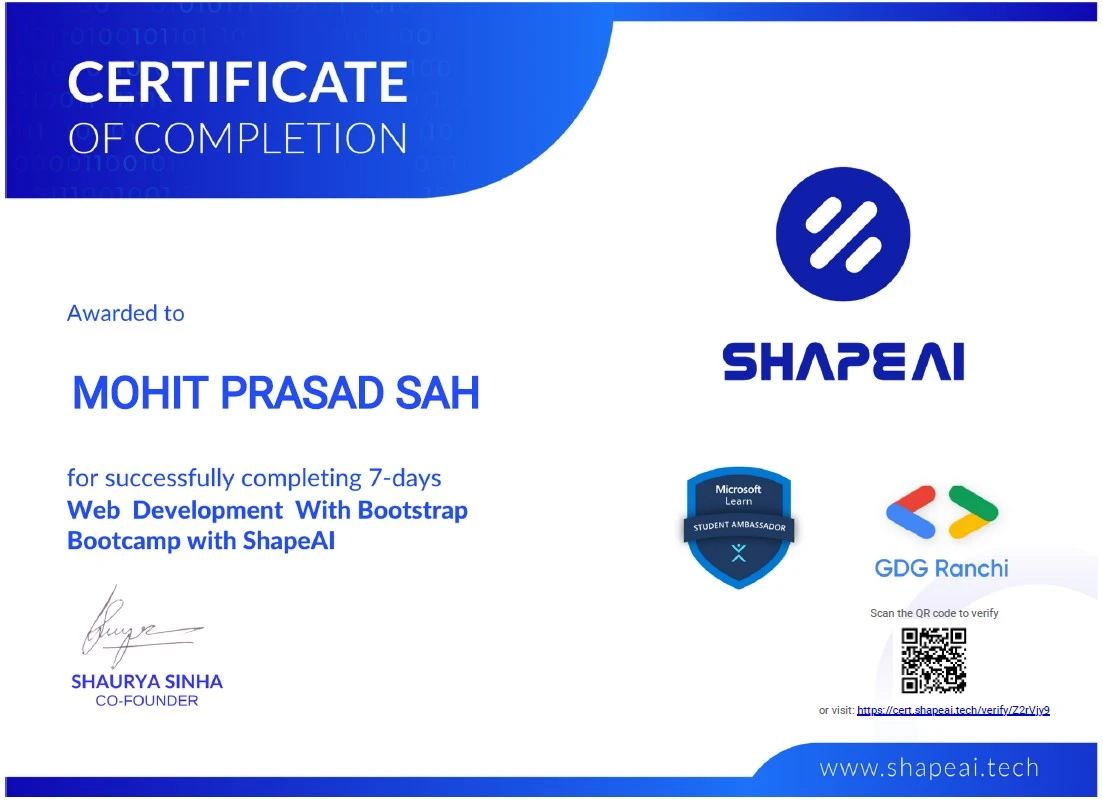 CERTIFICATE
OF COMPLETION
Awarded to
MOHIT PRASAD SAH
for successfully completing 7-days
Web Development With Bootstrap
Bootcamp with ShapeAI
SHAURYA SINHA
CO-FOUNDER
SHAPEAI
Microsoft
Learn
STUDENT AMBASSADOR
GDG Ranchi
Scan the QR code to verify
or visit: https://cert.shapeai.tech/verify/Z2rVjy9
www.shapeai.tech